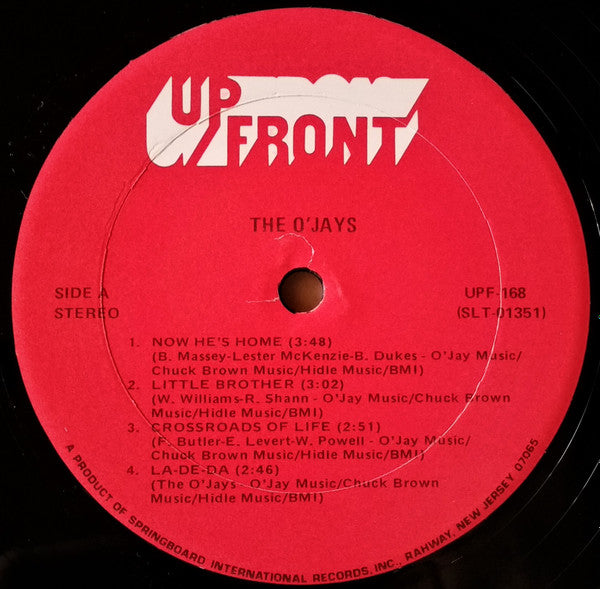 UP
FRONT
THE O'JAYS
SIDE A
STEREO
UPF-168
(SLT-01351)
1. NOW HE'S HOME (3:48)
(B. Massey-Lester McKenzie-B. Dukes - O'Jay Music/
Chuck Brown Music/Hidle Music/BMI)
2. LITTLE BROTHER (3:02)
(W. Williams-R. Shann - O'Jay Music/Chuck Brown
Music/Hidle Music/BMI)
3. CROSSROADS OF LIFE (2:51)
(F. Butler-E. Levert-W. Powell - O'Jay Music/
Chuck Brown Music/Hidle Music/BMI)
4. LA-DE-DA (2:46)
(The O'Jays - O'Jay Music/Chuck Brown
Music/Hidle Music/BMI)
A PRODUCT OF SPRINGBOARD INTERNATIONAL RECORDS, INC., RAHWAY, NEW JERSEY 07065